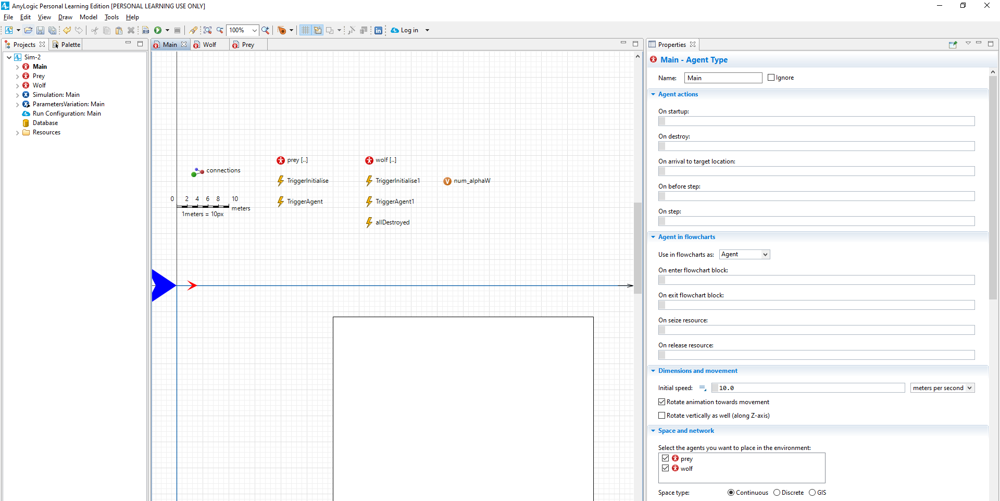 AnyLogic Personal Learning Edition [PERSONAL LEARNING USE ONLY]
File Edit View Draw Model Tools Help
100% Log in
Projects Palette
Sim-2
Main
Prey
Wolf
Simulation: Main
ParametersVariation: Main
Run Configuration: Main
Database
Resources
Main Wolf Prey
prey [..] wolf [..]
connections
TriggerInitialise TriggerInitialise1 num_alphaW
0 2 4 6 8 10
TriggerAgent TriggerAgent1
meters
1meters = 10px
allDestroyed
Properties
Main - Agent Type
Name: Main Ignore
Agent actions
On startup:
On destroy:
On arrival to target location:
On before step:
On step:
Agent in flowcharts
Use in flowcharts as: Agent
On enter flowchart block:
On exit flowchart block:
On seize resource:
On release resource:
Dimensions and movement
Initial speed: 10.0 meters per second
Rotate animation towards movement
Rotate vertically as well (along Z-axis)
Space and network
Select the agents you want to place in the environment:
prey
wolf
Space type: Continuous Discrete GIS